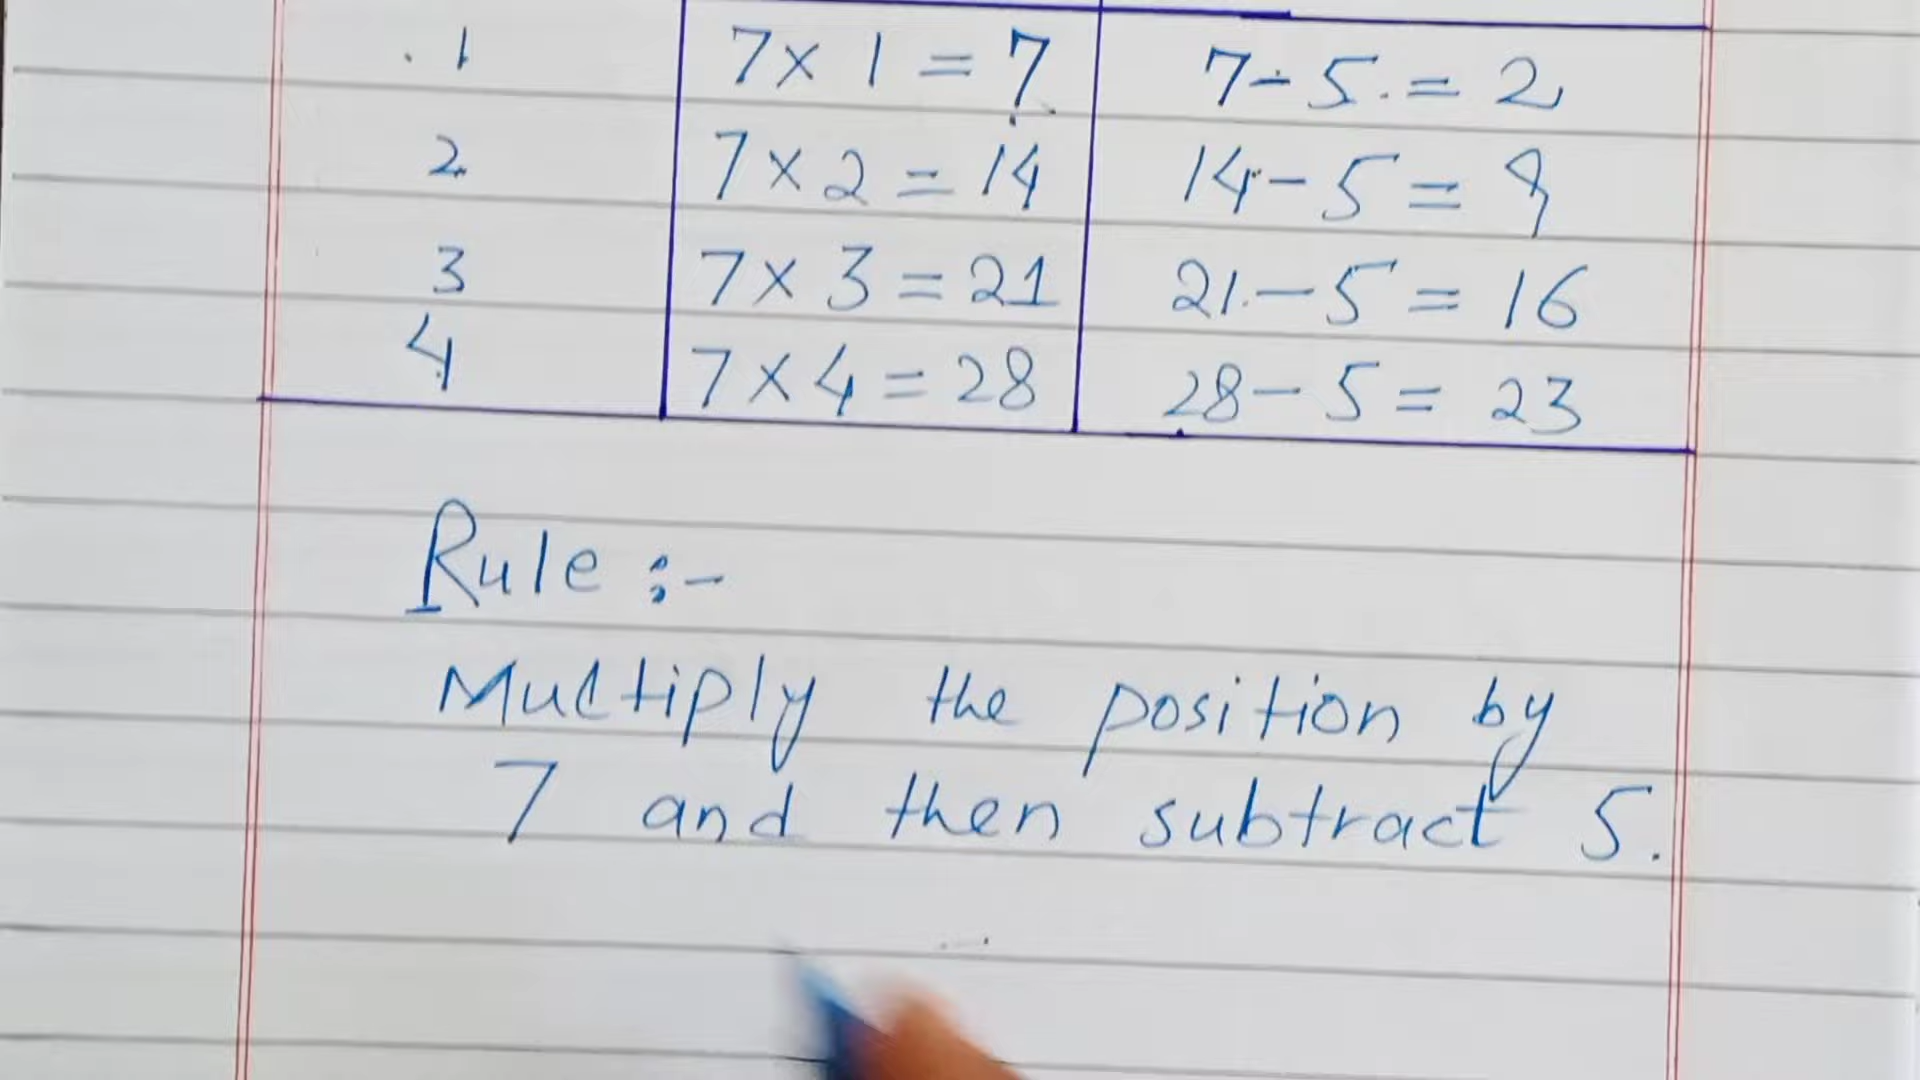 1 7 × 1 = 7 7 - 5 = 2
2 7 × 2 = 14 14 - 5 = 9
3 7 × 3 = 21 21 - 5 = 16
4 7 × 4 = 28 28 - 5 = 23
Rule :-
Multiply the position by
7 and then subtract 5.